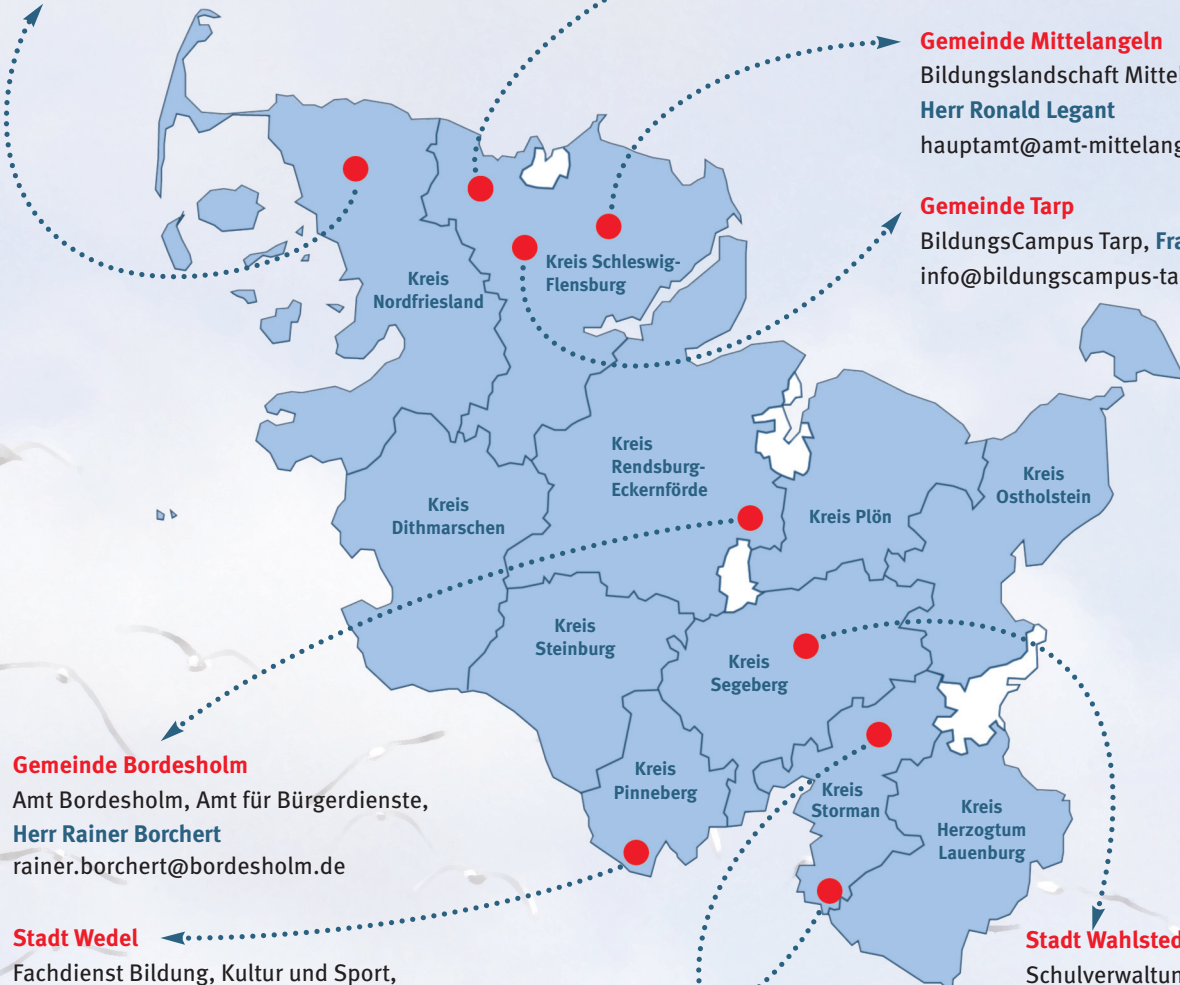 Gemeinde Mittelangeln
Bildungslandschaft
Herr Ronald Legant
Gemeinde Tarp
BildungsCampus Tarp,
Kreis
Nordfriesland
Kreis Schleswig-
Flensburg
Kreis
Rendsburg-
Eckernförde
Kreis
Ostholstein
Kreis
Dithmarschen
Kreis Plön
Kreis
Steinburg
Kreis
Segeberg
Kreis
Pinneberg
Kreis
Storman
Kreis
Herzogtum
Lauenburg
Gemeinde Bordesholm
Amt Bordesholm, Amt für Bürgerdienste,
Herr Rainer Borchert
rainer.borchert@bordesholm.de
Stadt Wedel
Fachdienst Bildung, Kultur und Sport,
Stadt